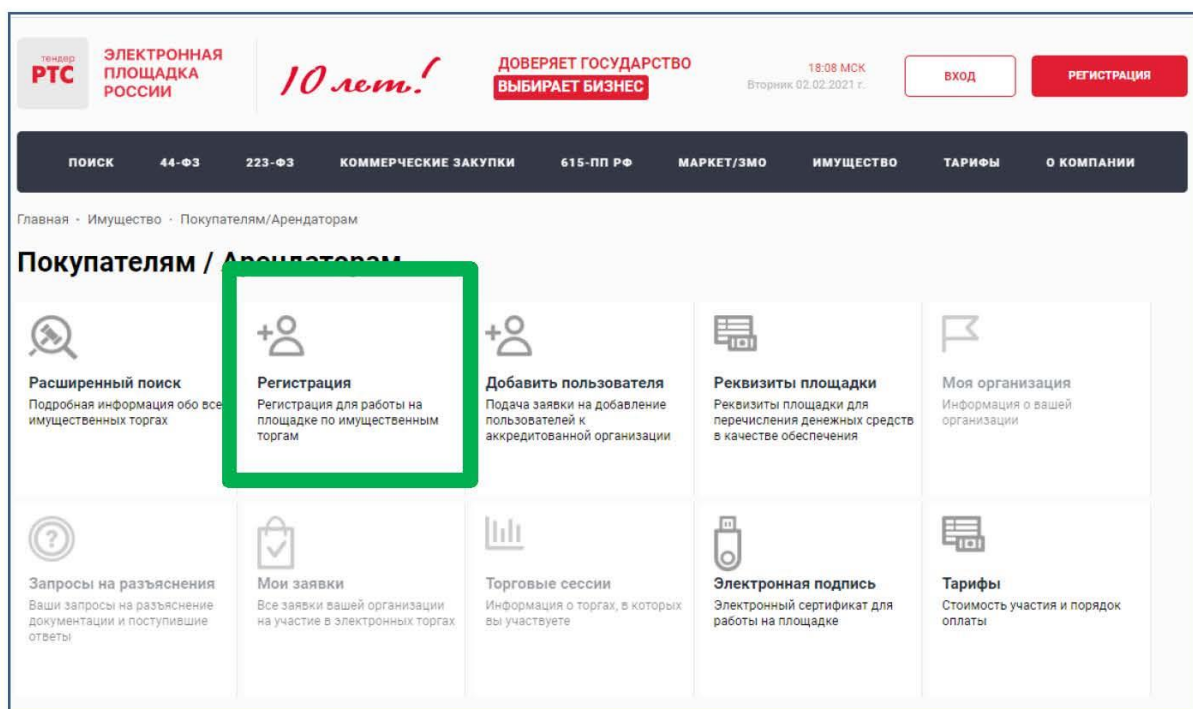 тендер
РТС
ЭЛЕКТРОННАЯ
ПЛОЩАДКА
РОССИИ
10 лет!
ДОВЕРЯЕТ ГОСУДАРСТВО
ВЫБИРАЕТ БИЗНЕС
18:08 МСК
Вторник 02.02.2021 г.
ВХОД
РЕГИСТРАЦИЯ
ПОИСК 44-ФЗ 223-ФЗ КОММЕРЧЕСКИЕ ЗАКУПКИ 615-ПП РФ МАРКЕТ/ЗМО ИМУЩЕСТВО ТАРИФЫ О КОМПАНИИ
Главная · Имущество · Покупателям/Арендаторам
Покупателям / Арендаторам
Расширенный поиск
Подробная информация обо все
имущественных торгах
Регистрация
Регистрация для работы на
площадке по имущественным
торгам
Добавить пользователя
Подача заявки на добавление
пользователей к
аккредитованной организации
Реквизиты площадки
Реквизиты площадки для
перечисления денежных средств
в качестве обеспечения
Моя организация
Информация о вашей
организации
Запросы на разъяснения
Ваши запросы на разъяснение
документации и поступившие
ответы
Мои заявки
Все заявки вашей организации
на участие в электронных торгах
Торговые сессии
Информация о торгах, в которых
вы участвуете
Электронная подпись
Электронный сертификат для
работы на площадке
Тарифы
Стоимость участия и порядок
оплаты